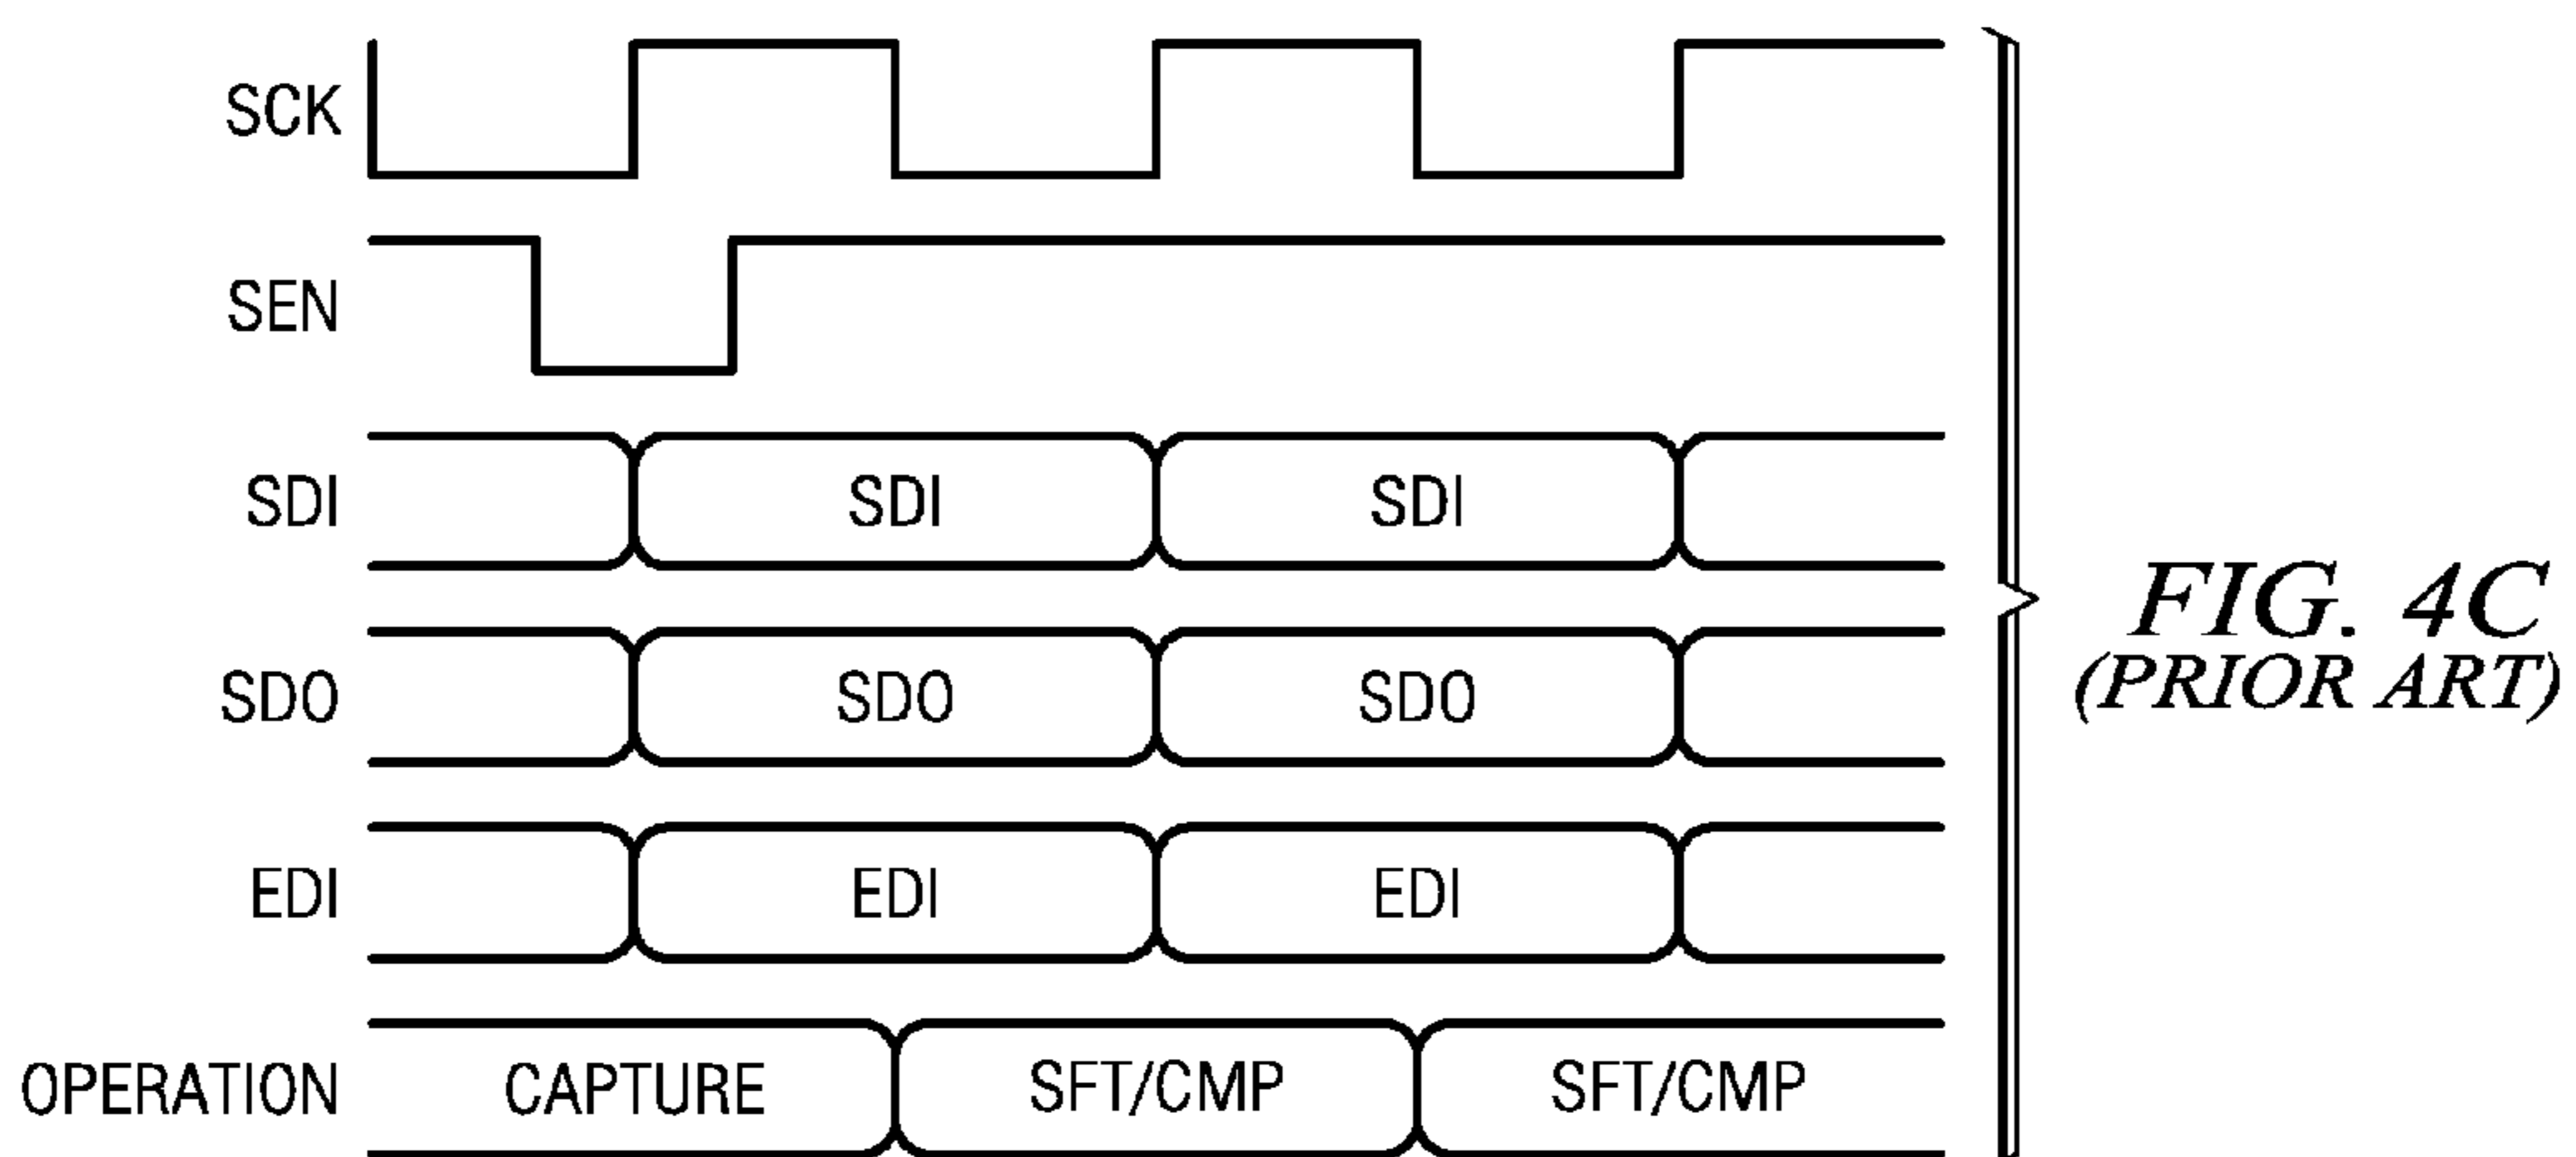 SCK
SEN
SDI SDI SDI
SDO SDO SDO
EDI EDI EDI
OPERATION CAPTURE SFT/CMP SFT/CMP
FIG. 4C
(PRIOR ART)